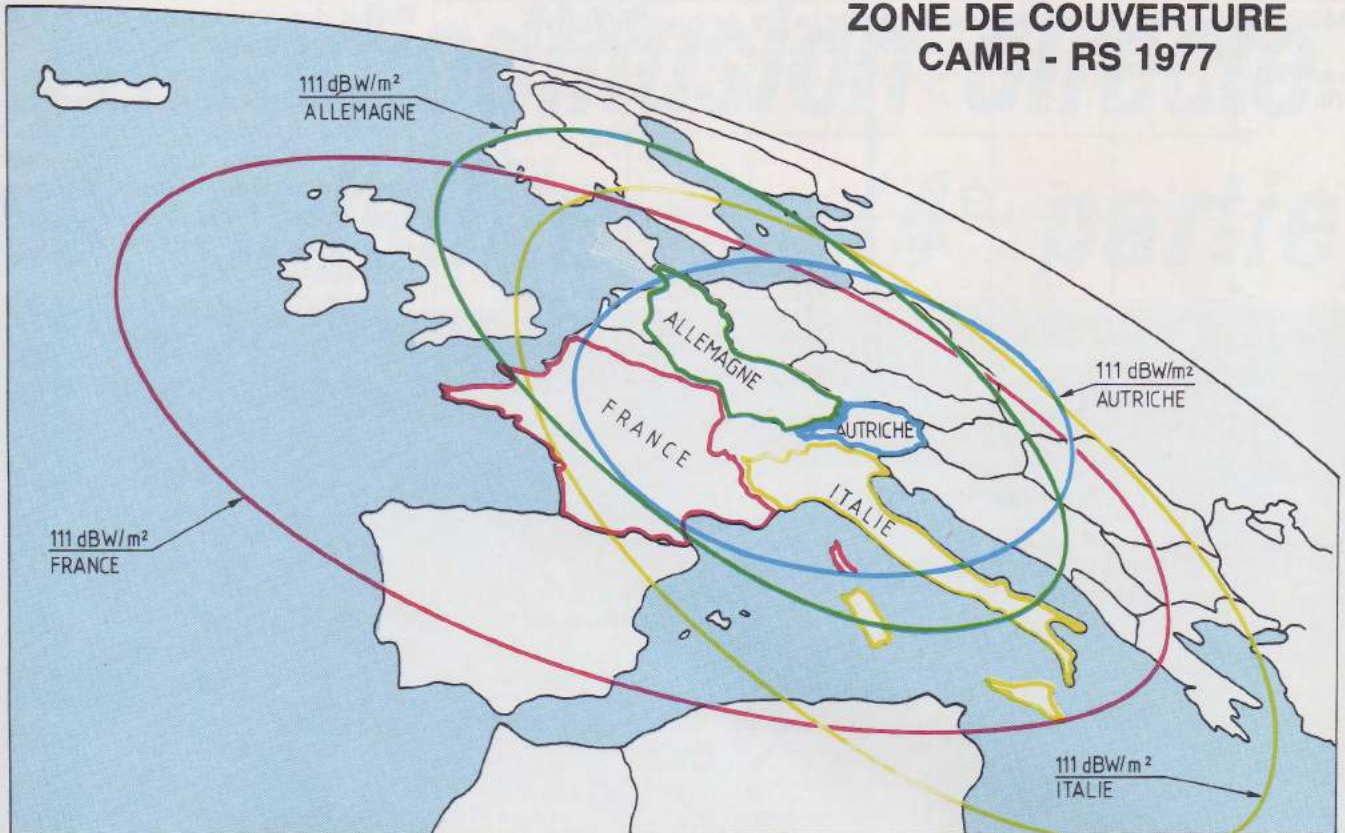 ZONE DE COUVERTURE
CAMR - RS 1977
111 dBW/m²
ALLEMAGNE
111 dBW/m²
AUTRICHE
ALLEMAGNE
FRANCE
AUTRICHE
ITALIE
111 dBW/m²
FRANCE
111 dBW/m²
ITALIE